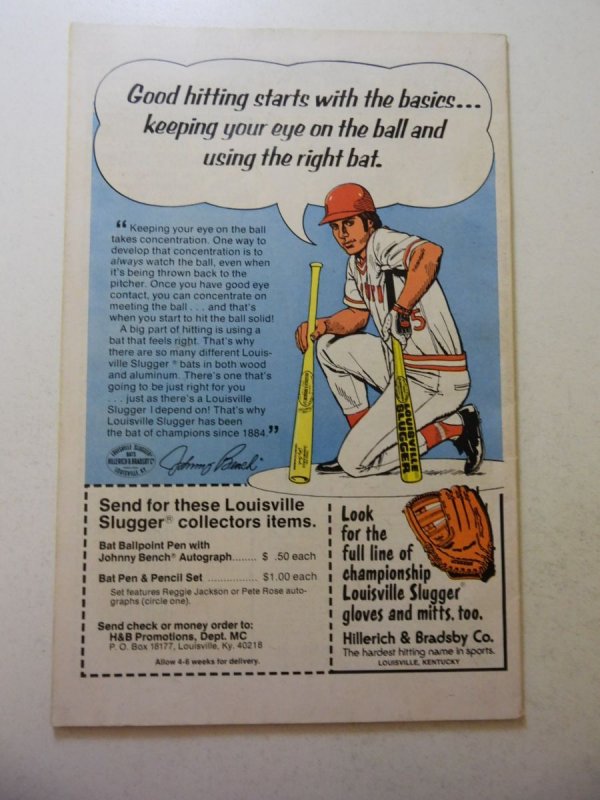 Good hitting starts with the basics...
keeping your eye on the ball and
using the right bat.
“Keeping your eye on the ball
takes concentration. One way to
develop that concentration is to
always watch the ball, even when
it's being thrown back to the
pitcher. Once you have good eye
contact, you can concentrate on
meeting the ball . . . and that's
when you start to hit the ball solid!
A big part of hitting is using a
bat that feels right. That's why
there are so many different Louis-
ville Slugger® bats in both wood
and aluminum. There's one that's
going to be just right for you
. . . just as there's a Louisville
Slugger I depend on! That's why
Louisville Slugger has been
the bat of champions since 1884.”
LOUISVILLE SLUGGER
BATS
HILLERICH & BRADSBY Co
LOUISVILLE, KY.
Johnny Bench
5
LOUISVILLE
SLUGGER
Send for these Louisville
Slugger® collectors items.
Bat Ballpoint Pen with
Johnny Bench® Autograph....... $ .50 each
Bat Pen & Pencil Set ................ $1.00 each
Set features Reggie Jackson or Pete Rose auto-
graphs (circle one).
Send check or money order to:
H&B Promotions, Dept. MC
P. O. Box 18177, Louisville, Ky. 40218
Allow 4-6 weeks for delivery.
Look
for the
full line of
championship
Louisville Slugger®
gloves and mitts, too.
Hillerich & Bradsby Co.
The hardest hitting name in sports.
LOUISVILLE, KENTUCKY